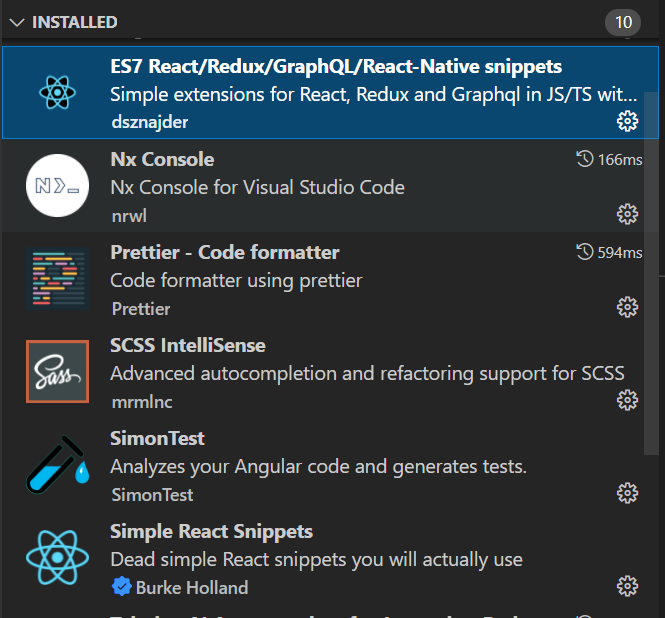 INSTALLED 10
ES7 React/Redux/GraphQL/React-Native snippets
Simple extensions for React, Redux and Graphql in JS/TS wit...
dsznajder
Nx Console 166ms
Nx Console for Visual Studio Code
nrwl
Prettier - Code formatter 594ms
Code formatter using prettier
Prettier
SCSS IntelliSense
Sass
Advanced autocompletion and refactoring support for SCSS
mrmlnc
SimonTest
Analyzes your Angular code and generates tests.
SimonTest
Simple React Snippets
Dead simple React snippets you will actually use
Burke Holland